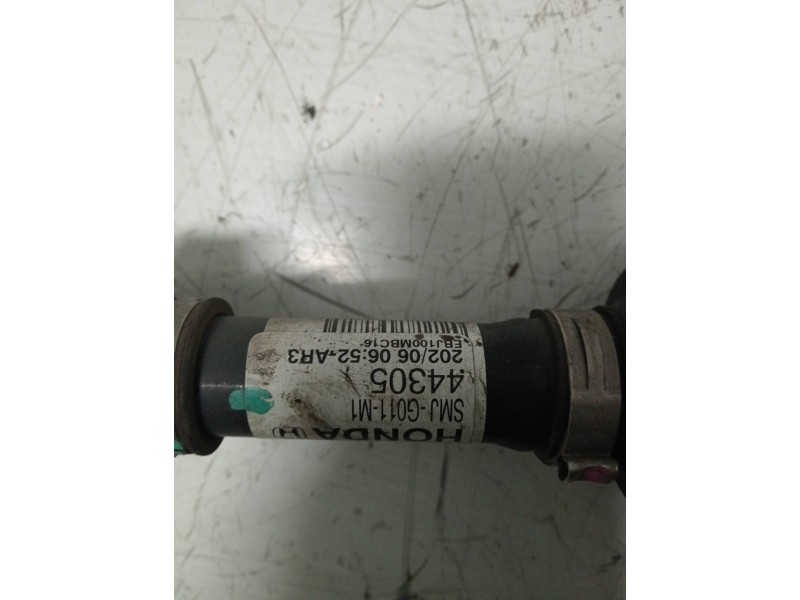 HONDA
SMJ-G011-M1
44305
202/06 06:52-AR3
EBJ100MBC16